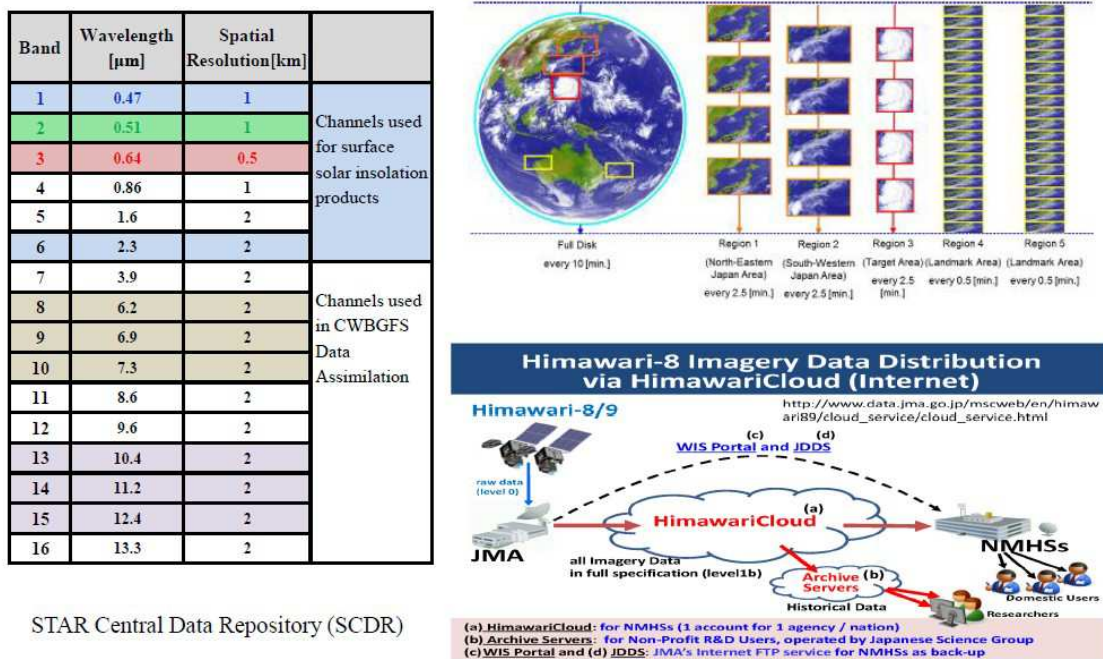 Band Wavelength [µm] Spatial Resolution[km]
1 0.47 1
2 0.51 1
3 0.64 0.5
4 0.86 1
5 1.6 2
6 2.3 2
Channels used
for surface
solar insolation
products
7 3.9 2
8 6.2 2
9 6.9 2
10 7.3 2
11 8.6 2
12 9.6 2
13 10.4 2
14 11.2 2
15 12.4 2
16 13.3 2
Channels used
in CWBGFS
Data
Assimilation
STAR Central Data Repository (SCDR)
Full Disk
every 10 [min.]
Region 1
(North-Eastern
Japan Area)
every 2.5 [min.]
Region 2
(South-Western
Japan Area)
every 2.5 [min.]
Region 3
(Target Area)
every 2.5
[min.]
Region 4
(Landmark Area)
every 0.5 [min.]
Region 5
(Landmark Area)
every 0.5 [min.]
Himawari-8 Imagery Data Distribution
via HimawariCloud (Internet)
http://www.data.jma.go.jp/mscweb/en/himaw
ari89/cloud_service/cloud_service.html
Himawari-8/9
(c) (d)
WIS Portal and JDDS
raw data
(level 0)
(a)
HimawariCloud
JMA
NMHSs
all Imagery Data
in full specification (level1b)
Archive (b)
Servers
Historical Data
Domestic Users
Researchers
(a) HimawariCloud: for NMHSs (1 account for 1 agency / nation)
(b) Archive Servers: for Non-Profit R&D Users, operated by Japanese Science Group
(c) WIS Portal and (d) JDDS: JMA's Internet FTP service for NMHSs as back-up